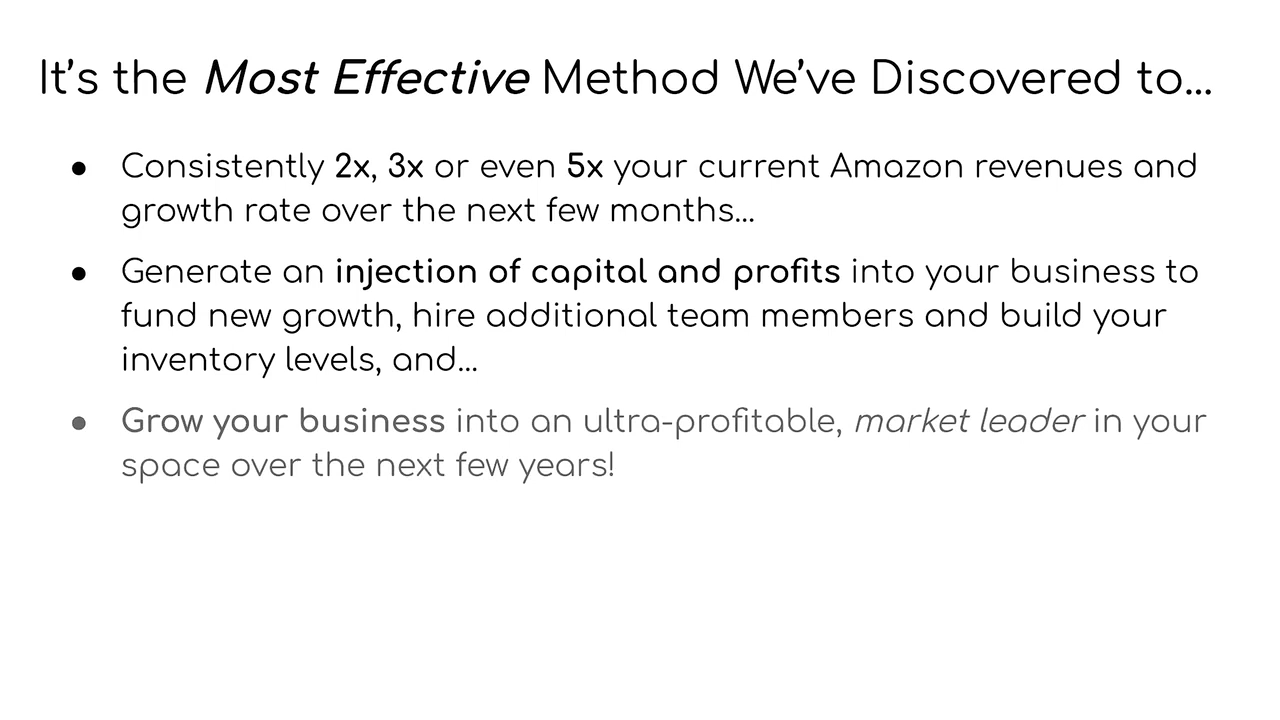 It’s the Most Effective Method We’ve Discovered to...
● Consistently 2x, 3x or even 5x your current Amazon revenues and
growth rate over the next few months...
● Generate an injection of capital and profits into your business to
fund new growth, hire additional team members and build your
inventory levels, and...
● Grow your business into an ultra-profitable, market leader in your
space over the next few years!